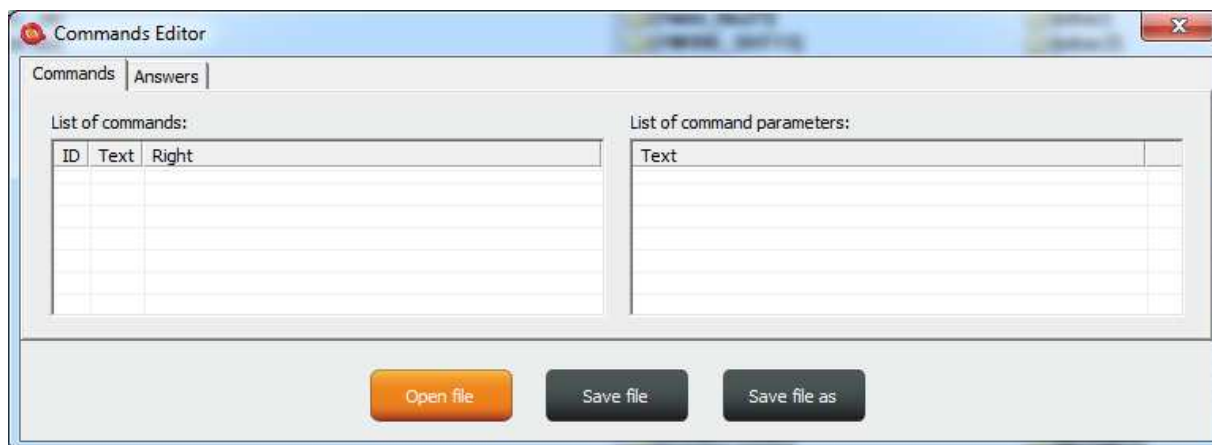 Commands Editor
Commands Answers
List of commands:
List of command parameters:
ID Text Right
Text
Open file
Save file
Save file as